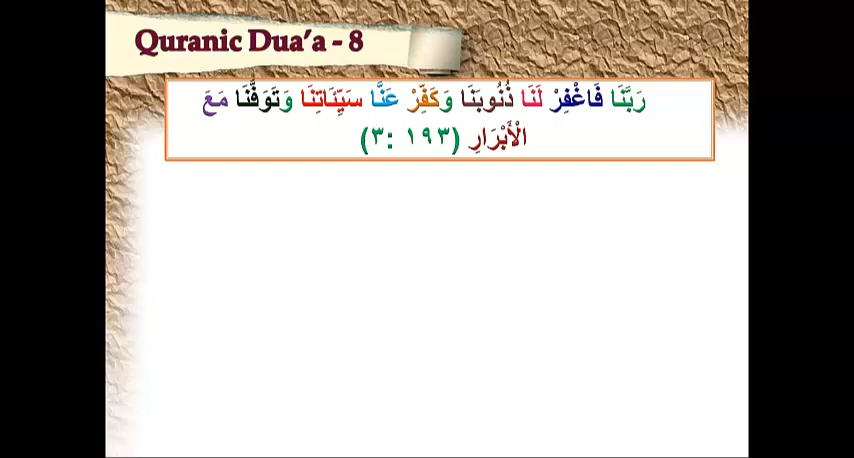 Quranic Dua’a - 8
رَبَّنَا فَاغْفِرْ لَنَا ذُنُوبَنَا وَكَفِّرْ عَنَّا سَيِّئَاتِنَا وَتَوَفَّنَا مَعَ
الْأَبْرَارِ (١٩٣ :٣)